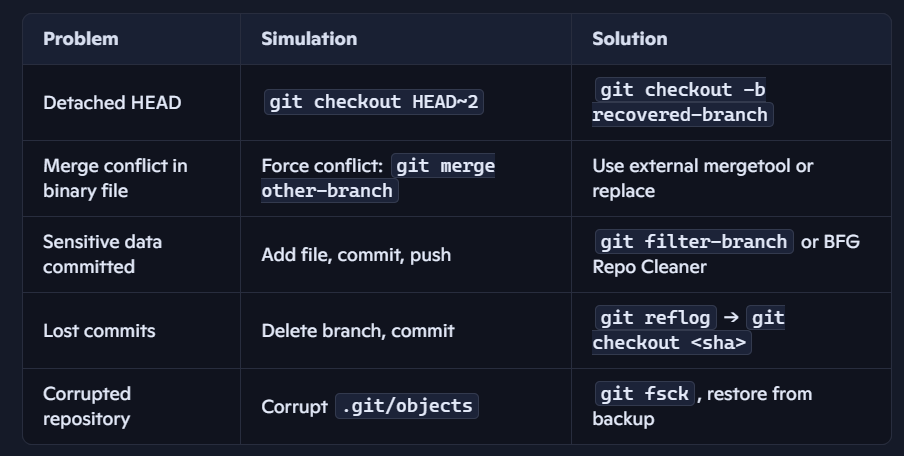 Problem Simulation Solution
Detached HEAD git checkout HEAD~2 git checkout -b
recovered-branch
Merge conflict in
binary file
Force conflict: git merge
other-branch
Use external mergetool or
replace
Sensitive data
committed
Add file, commit, push
git filter-branch or BFG
Repo Cleaner
Lost commits
Delete branch, commit
git reflog → git
checkout <sha>
Corrupted
repository
Corrupt .git/objects
git fsck, restore from
backup